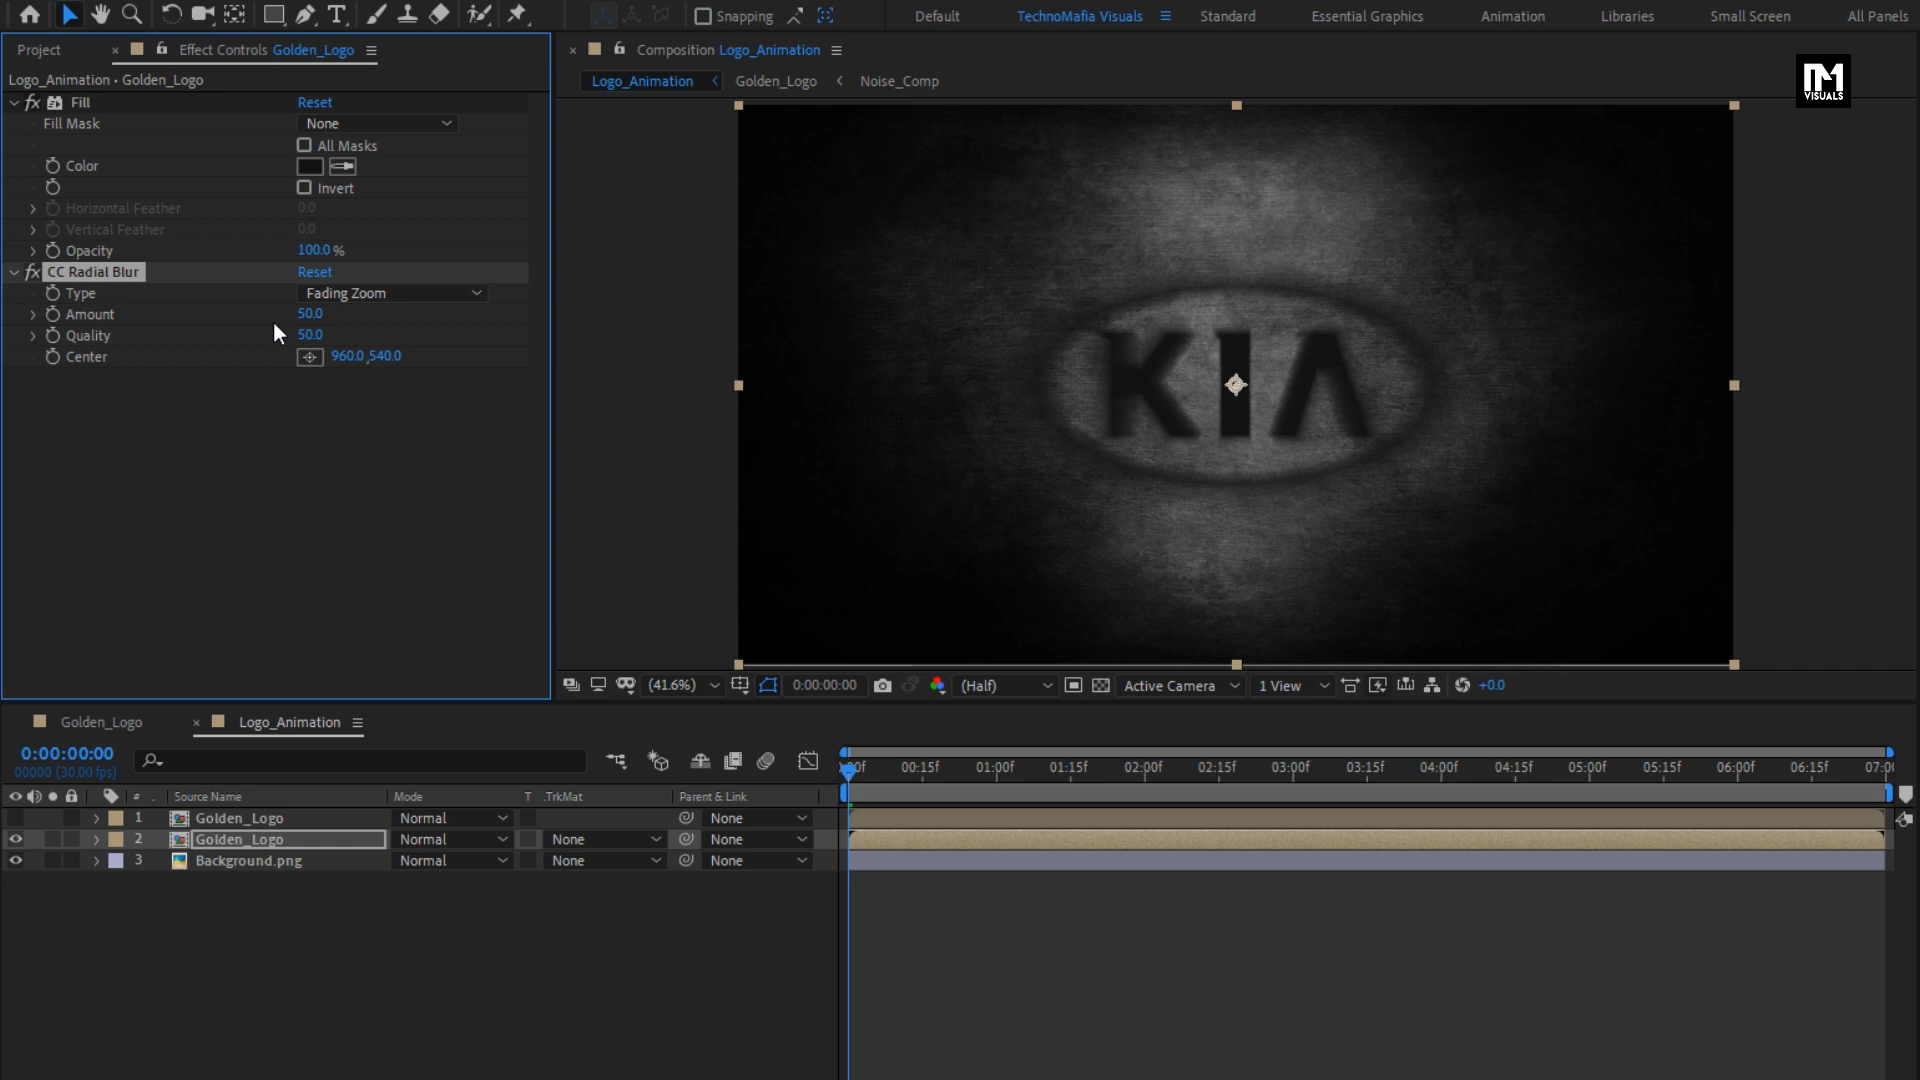 Snapping
Default
TechnoMafia Visuals
Standard
Essential Graphics
Animation
Libraries
Small Screen
All Panels
Project
Effect Controls Golden_Logo
Composition Logo_Animation
Logo_Animation • Golden_Logo
Logo_Animation
Golden_Logo
Noise_Comp
VISUALS
fx Fill Reset
Fill Mask None
All Masks
Color
Invert
Horizontal Feather 0.0
Vertical Feather 0.0
Opacity 100.0 %
fx CC Radial Blur Reset
Type Fading Zoom
Amount 50.0
Quality 50.0
Center 960.0 ,540.0
KIA
(41.6%)
0:00:00:00
(Half)
Active Camera
1 View
+0.0
Golden_Logo
Logo_Animation
0:00:00:00
00000 (30.00 fps)
00:15f 01:00f 01:15f 02:00f 02:15f 03:00f 03:15f 04:00f 04:15f 05:00f 05:15f 06:00f 06:15f
# . Source Name Mode T .TrkMat Parent & Link
1 Golden_Logo Normal None
2 Golden_Logo Normal None None
3 Background.png Normal None None